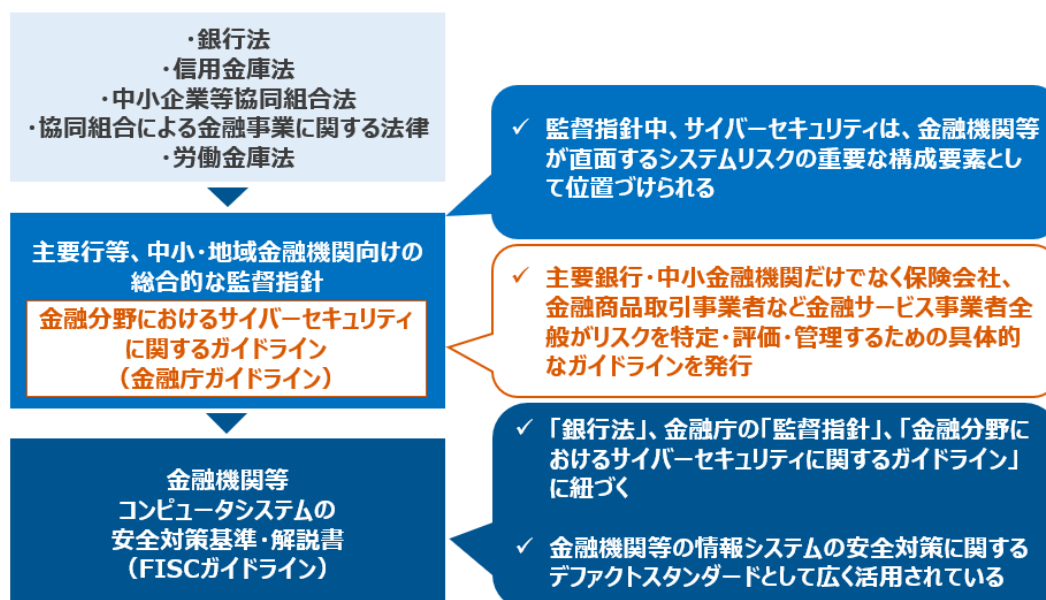 ・銀行法
・信用金庫法
・中小企業等協同組合法
・協同組合による金融事業に関する法律
・労働金庫法
✓ 監督指針中、サイバーセキュリティは、金融機関等
が直面するシステムリスクの重要な構成要素とし
て位置づけられる
主要行等、中小・地域金融機関向けの
総合的な監督指針
金融分野におけるサイバーセキュリティ
に関するガイドライン
（金融庁ガイドライン）
✓ 主要銀行・中小金融機関だけでなく保険会社、
金融商品取引事業者など金融サービス事業者全
般がリスクを特定・評価・管理するための具体的
なガイドラインを発行
金融機関等
コンピュータシステムの
安全対策基準・解説書
（FISCガイドライン）
✓ 「銀行法」、金融庁の「監督指針」、「金融分野に
おけるサイバーセキュリティに関するガイドライン」
に紐づく
✓ 金融機関等の情報システムの安全対策に関する
デファクトスタンダードとして広く活用されている